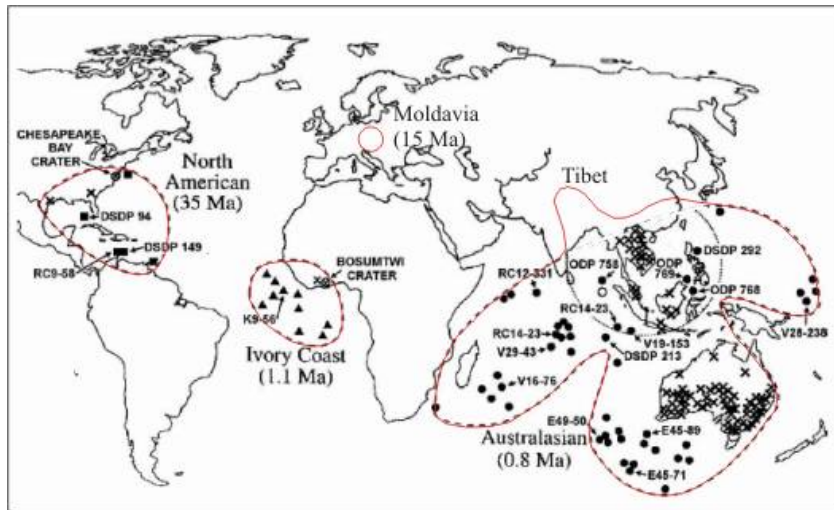 Moldavia
(15 Ma)
CHESAPEAKE
BAY
CRATER
North
American
(35 Ma)
Tibet
DSDP 94
DSDP 149
RC9-58
BOSUMTWI
CRATER
K9-56
Ivory Coast
(1.1 Ma)
RC12-331
ODP 758
ODP
769
DSDP 292
ODP 768
RC14-23
RC14-23
V29-43
V19-153
DSDP 213
V28-238
V16-76
E49-50
E45-89
Australasian
(0.8 Ma)
E45-71